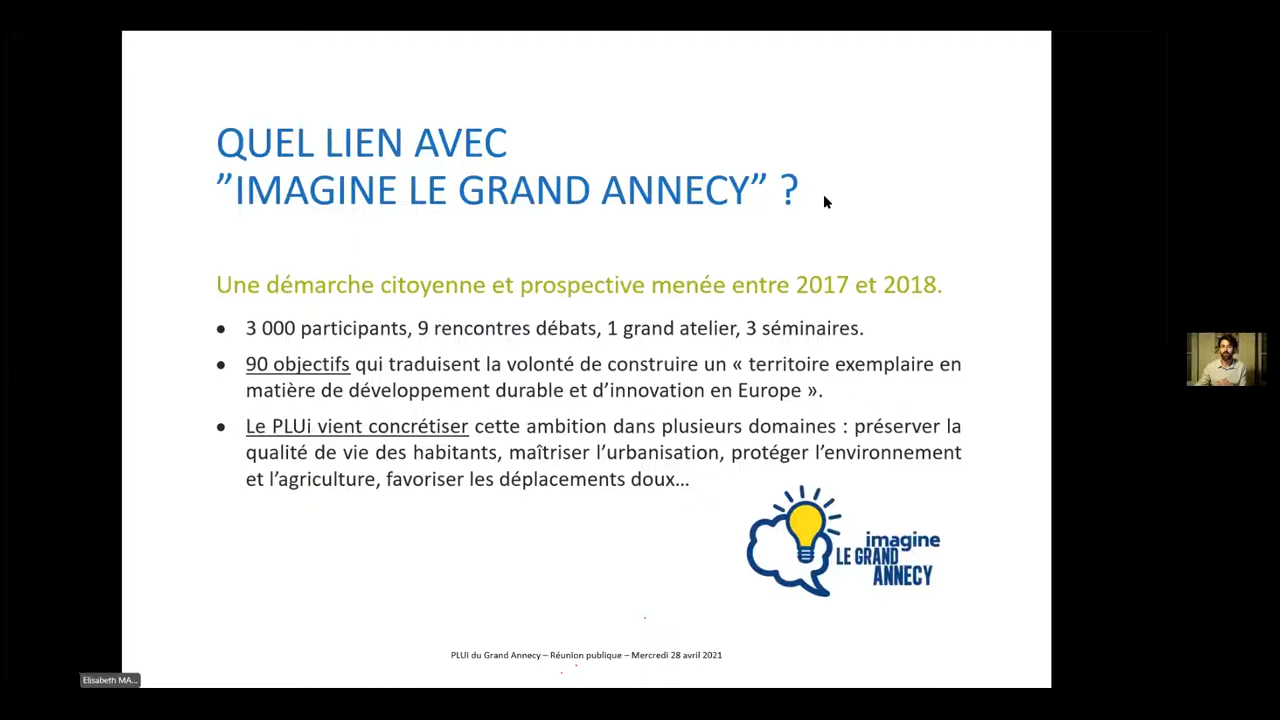 QUEL LIEN AVEC
”IMAGINE LE GRAND ANNECY” ?
Une démarche citoyenne et prospective menée entre 2017 et 2018.
• 3 000 participants, 9 rencontres débats, 1 grand atelier, 3 séminaires.
• 90 objectifs qui traduisent la volonté de construire un « territoire exemplaire en
matière de développement durable et d’innovation en Europe ».
• Le PLUi vient concrétiser cette ambition dans plusieurs domaines : préserver la
qualité de vie des habitants, maîtriser l’urbanisation, protéger l’environnement
et l’agriculture, favoriser les déplacements doux…
imagine
LE GRAND
ANNECY
PLUi du Grand Annecy – Réunion publique – Mercredi 28 avril 2021
Elisabeth MA...